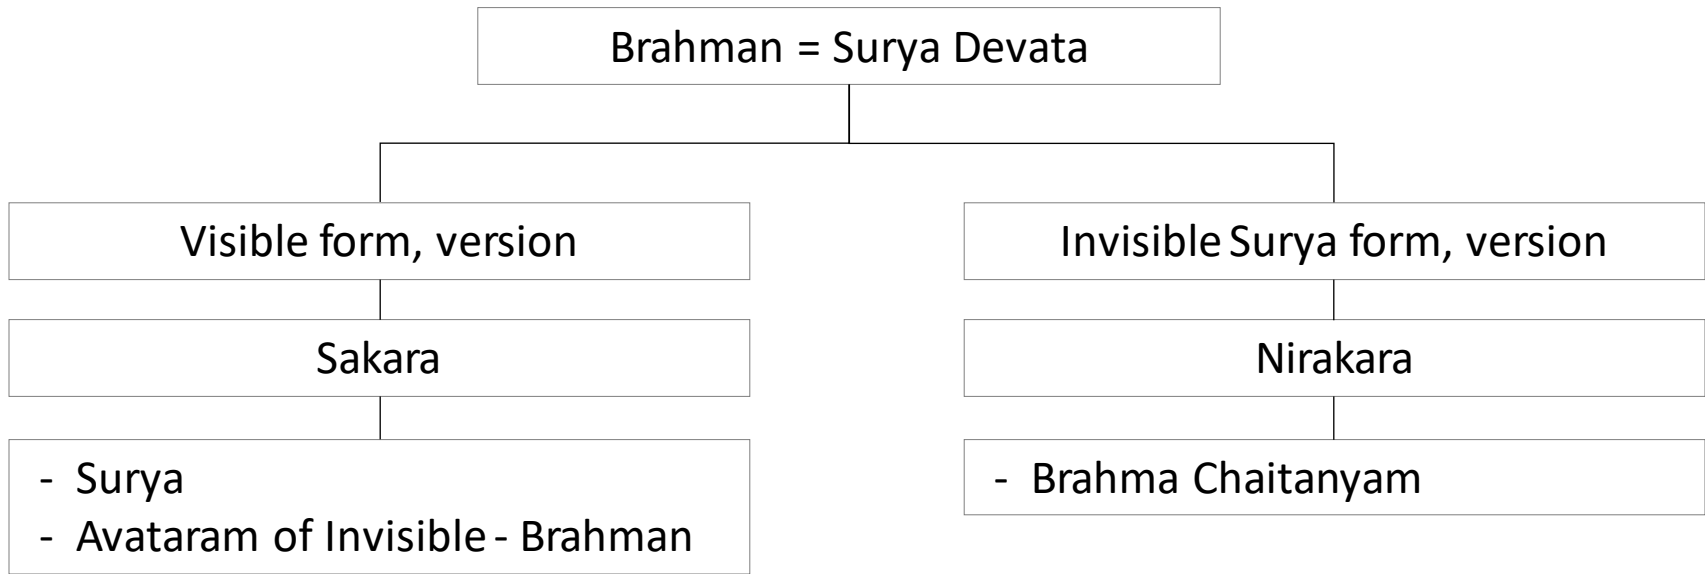 Brahman = Surya Devata
Visible form, version
Invisible Surya form, version
Sakara
Nirakara
- Surya
- Avataram of Invisible - Brahman
- Brahma Chaitanyam